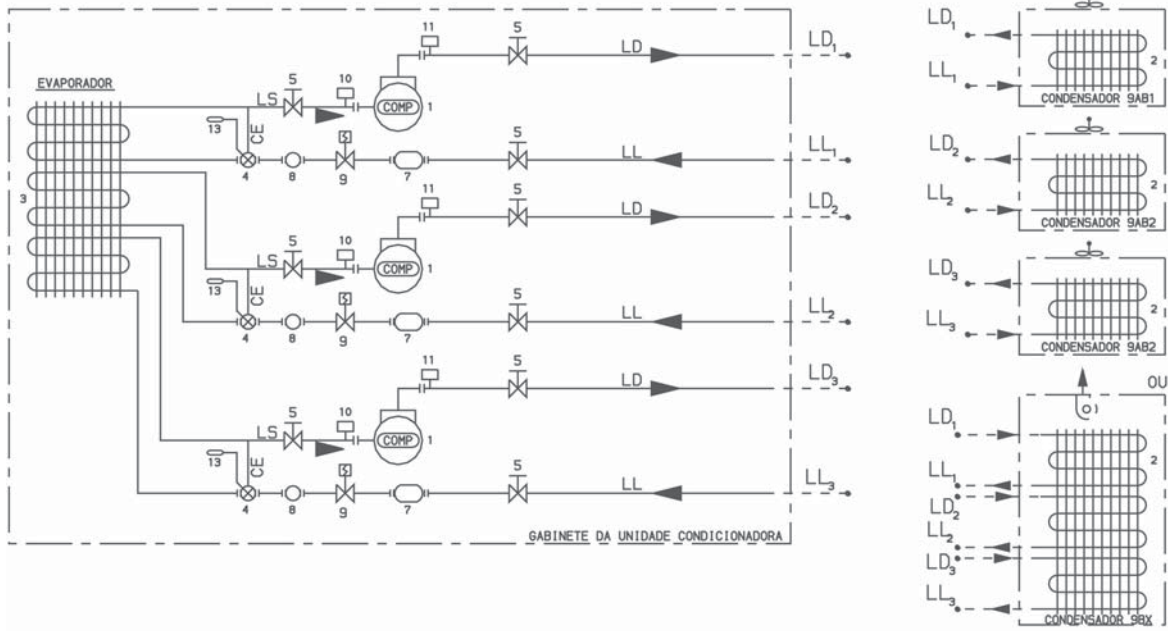 EVAPORADOR
3
13
LS
CE
5
10
COMP
1
11
5
LD
LD₁
4
8
9
7
5
LL
LL₁
13
LS
CE
5
10
COMP
1
11
5
LD
LD₂
4
8
9
7
5
LL
LL₂
13
LS
CE
5
10
COMP
1
11
5
LD
LD₃
4
8
9
7
5
LL
LL₃
GABINETE DA UNIDADE CONDICIONADORA
LD₁
LL₁
2
CONDENSADOR 9AB1
LD₂
LL₂
2
CONDENSADOR 9AB2
LD₃
LL₃
2
CONDENSADOR 9AB2
OU
LD₁
LL₁
LD₂
LL₂
LD₃
LL₃
2
CONDENSADOR 9BX